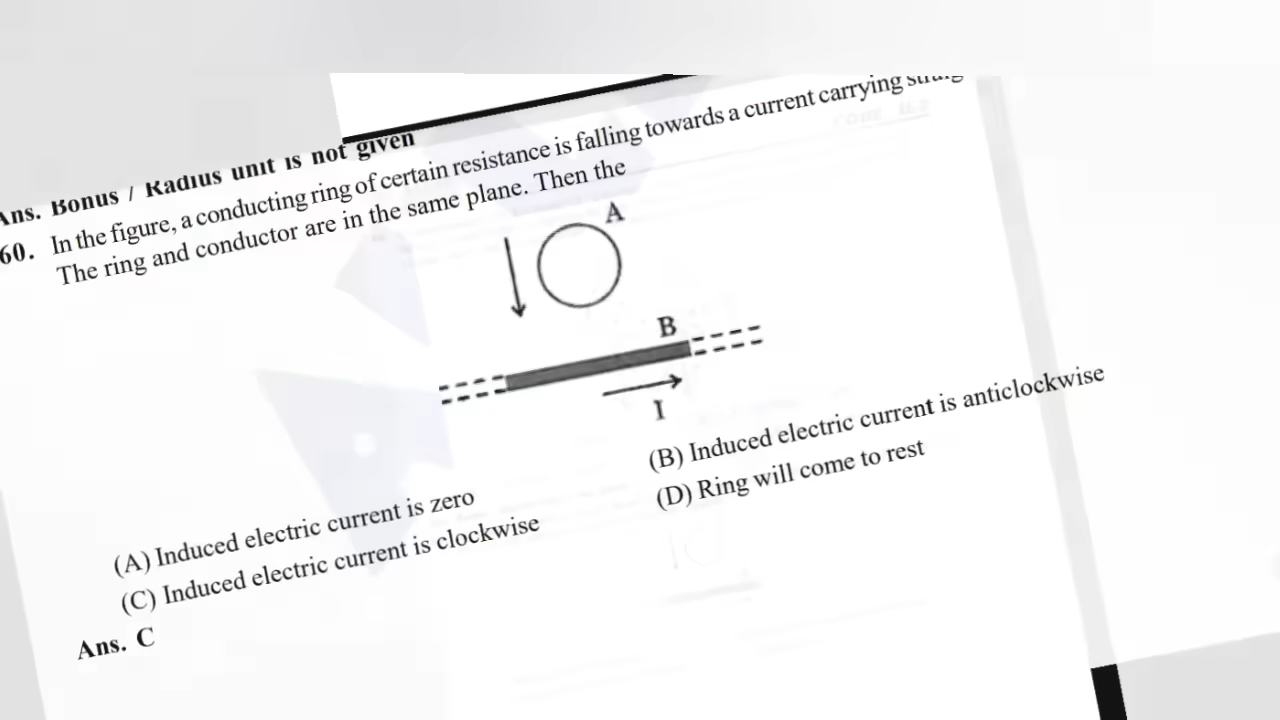 Ans. Bonus / Radius unit is not given
60. In the figure, a conducting ring of certain resistance is falling towards a current carrying
The ring and conductor are in the same plane. Then the
A
B
I
(A) Induced electric current is zero
(B) Induced electric current is anticlockwise
(C) Induced electric current is clockwise
(D) Ring will come to rest
Ans. C